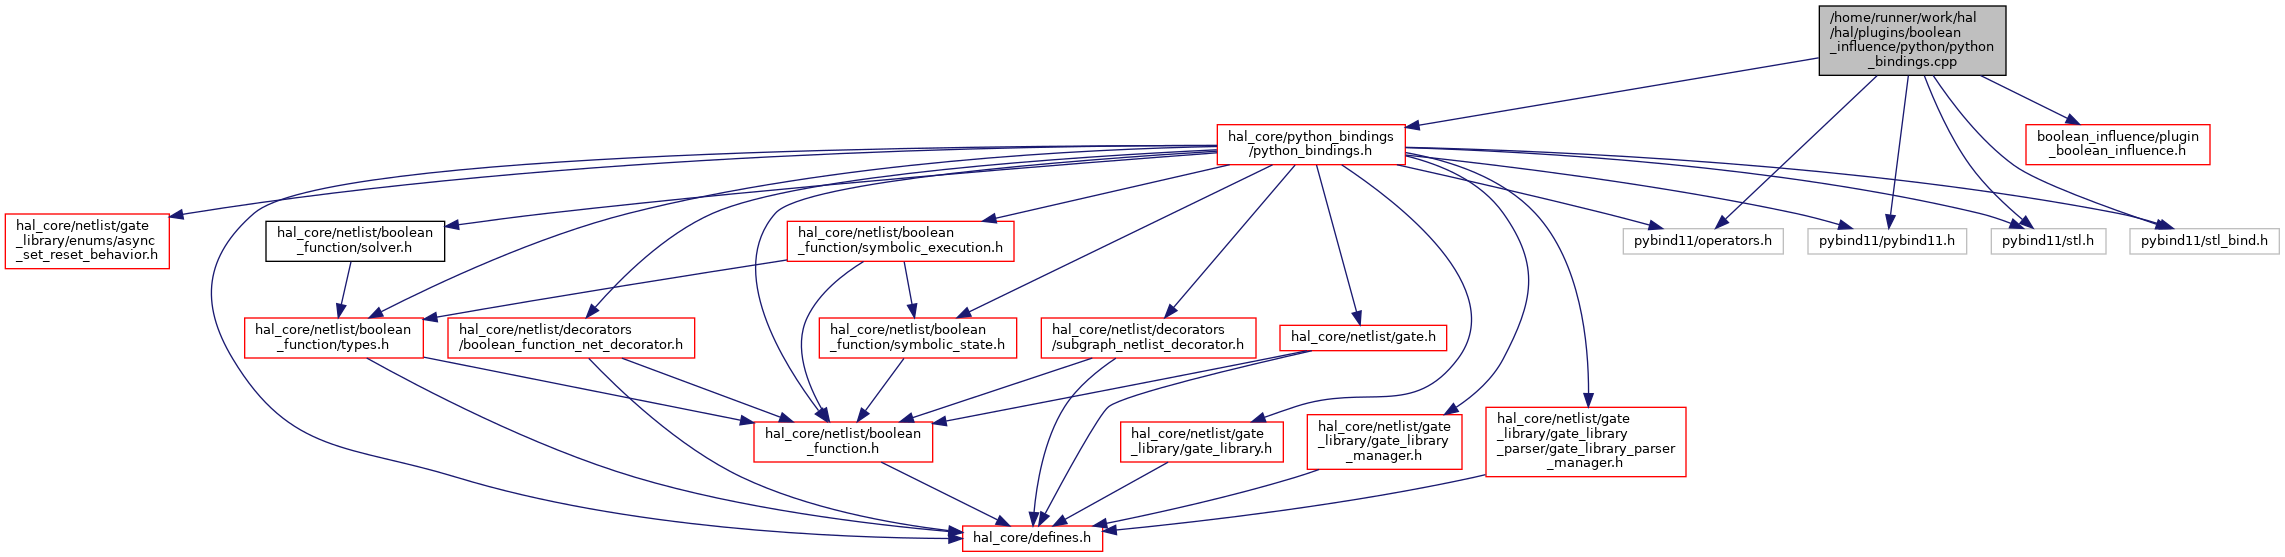 /home/runner/work/hal
/hal/plugins/boolean
_influence/python/python
_bindings.cpp
hal_core/python_bindings
/python_bindings.h
boolean_influence/plugin
_boolean_influence.h
hal_core/netlist/gate
_library/enums/async
_set_reset_behavior.h
hal_core/netlist/boolean
_function/solver.h
hal_core/netlist/boolean
_function/symbolic_execution.h
pybind11/operators.h
pybind11/pybind11.h
pybind11/stl.h
pybind11/stl_bind.h
hal_core/netlist/boolean
_function/types.h
hal_core/netlist/decorators
/boolean_function_net_decorator.h
hal_core/netlist/boolean
_function/symbolic_state.h
hal_core/netlist/decorators
/subgraph_netlist_decorator.h
hal_core/netlist/gate.h
hal_core/netlist/boolean
_function.h
hal_core/netlist/gate
_library/gate_library.h
hal_core/netlist/gate
_library/gate_library
_manager.h
hal_core/netlist/gate
_library/gate_library
_parser/gate_library_parser
_manager.h
hal_core/defines.h